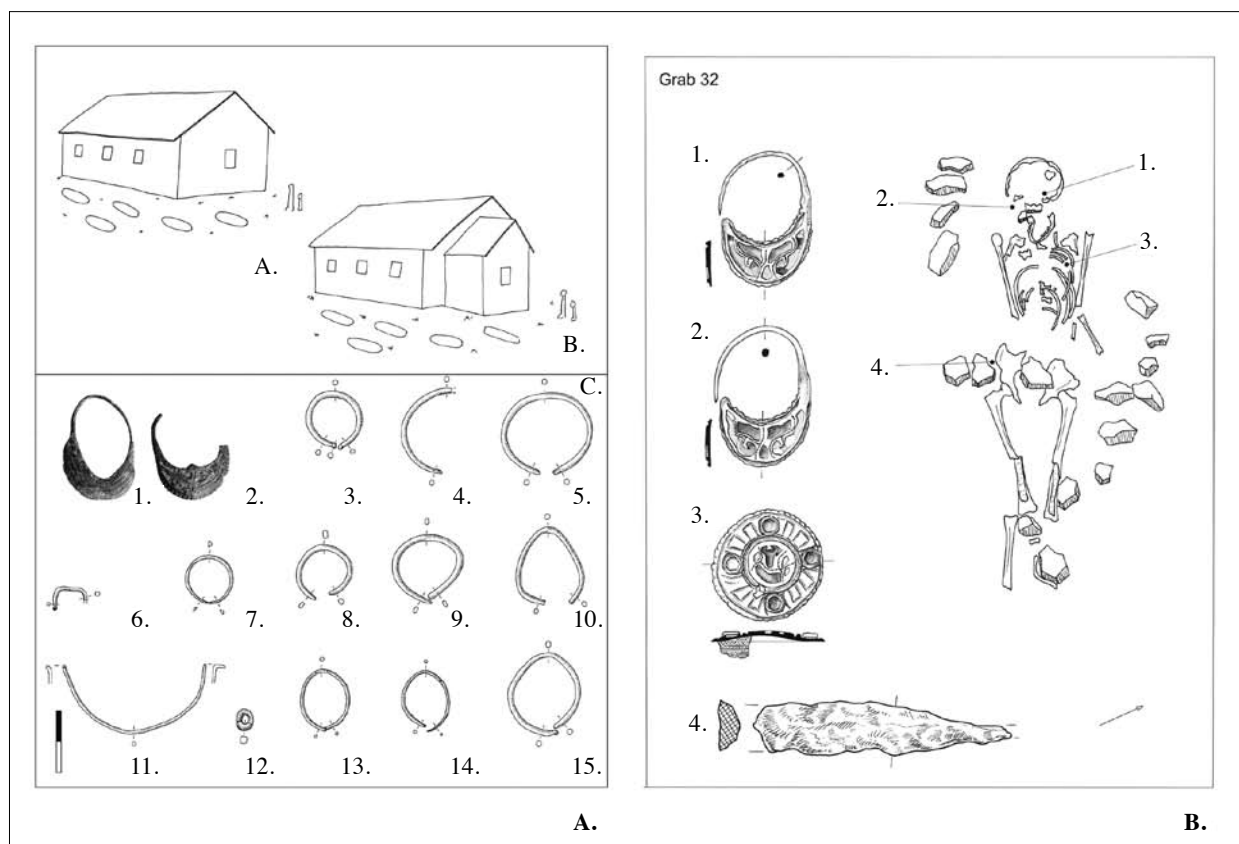 A.
B.
C.
1. 2. 3. 4. 5.
6. 7. 8. 9. 10.
11. 12. 13. 14. 15.
A.
Grab 32
1.
2.
3.
4.
1.
2.
3.
4.
B.